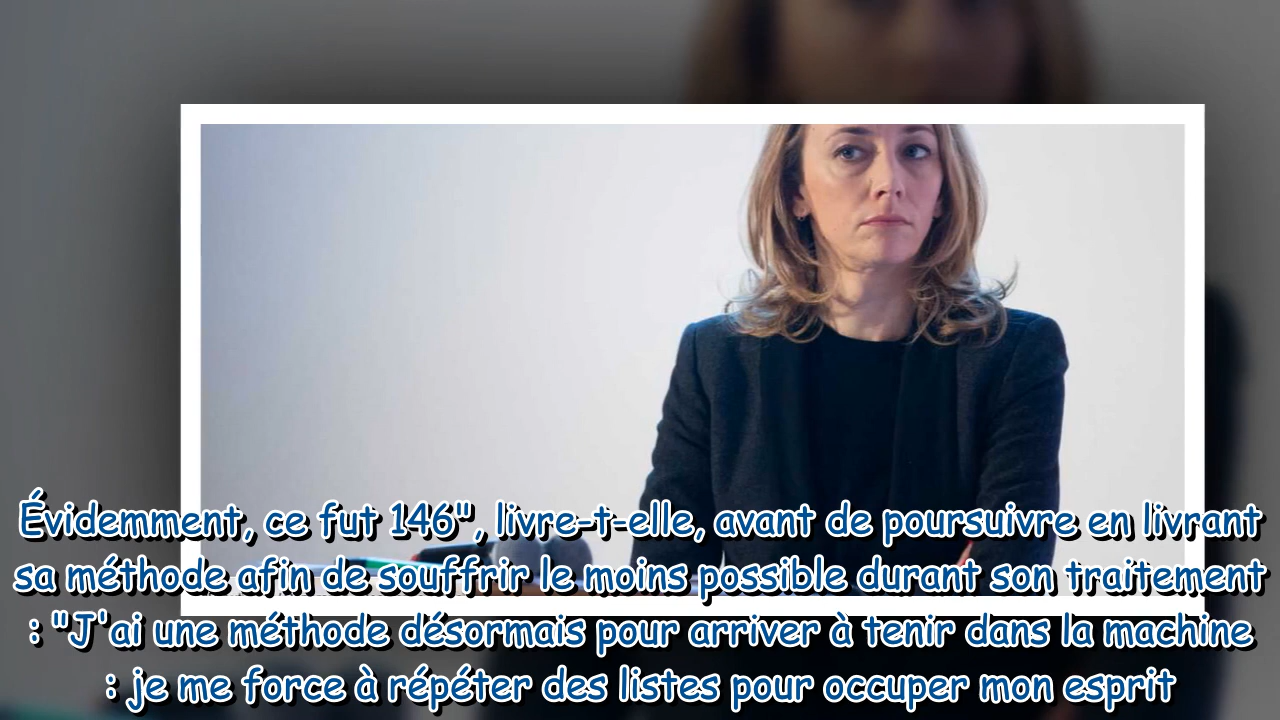 Évidemment, ce fut 146", livre-t-elle, avant de poursuivre en livrant
sa méthode afin de souffrir le moins possible durant son traitement
: "J'ai une méthode désormais pour arriver à tenir dans la machine
: je me force à répéter des listes pour occuper mon esprit